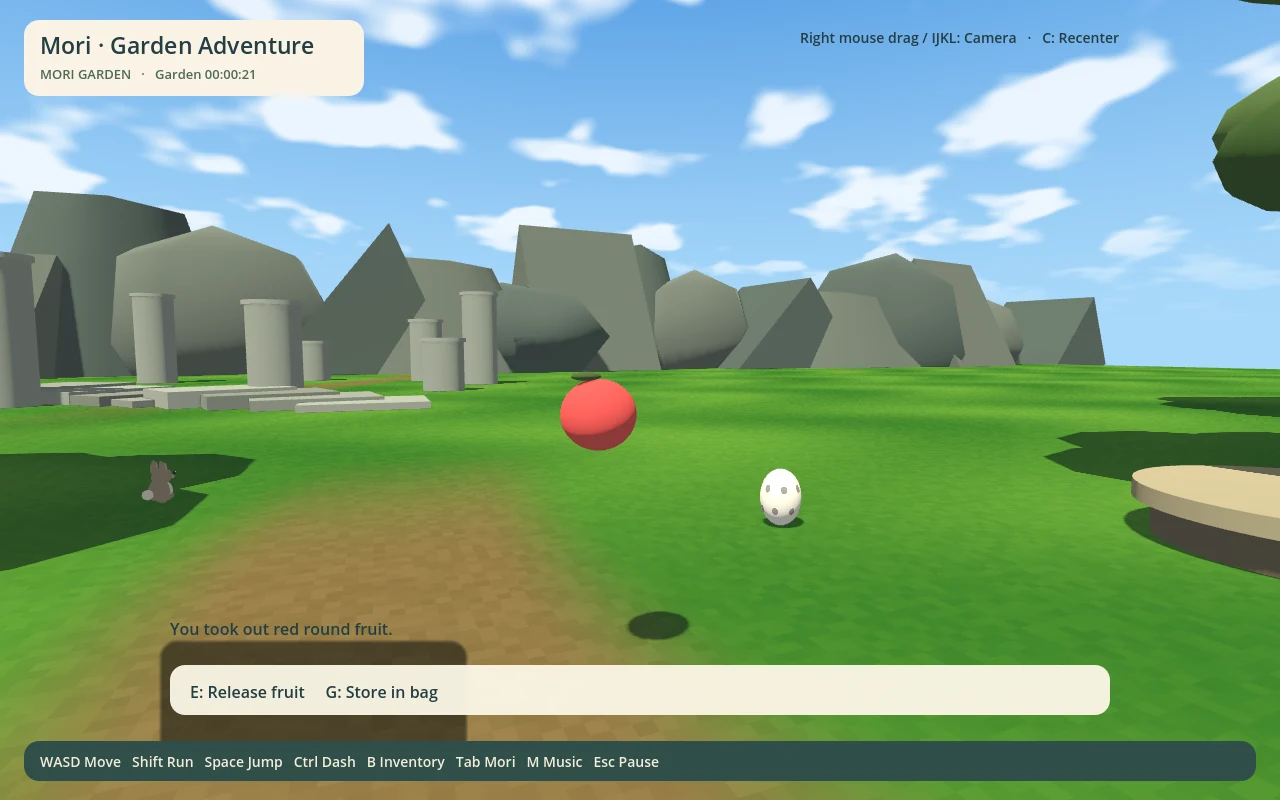 Mori · Garden Adventure
MORI GARDEN · Garden 00:00:21
Right mouse drag / IJKL: Camera · C: Recenter
You took out red round fruit.
E: Release fruit G: Store in bag
WASD Move Shift Run Space Jump Ctrl Dash B Inventory Tab Mori M Music Esc Pause